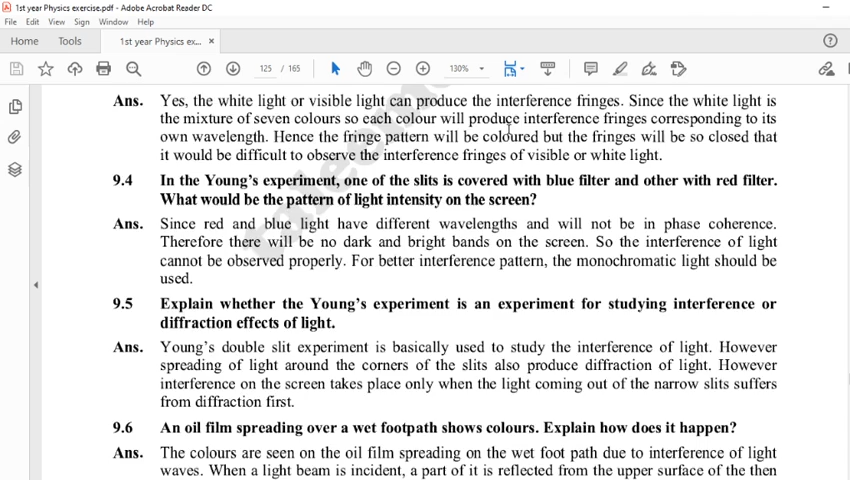 1st year Physics exercise.pdf - Adobe Acrobat Reader DC
File Edit View Sign Window Help
Home Tools 1st year Physics ex... ×
125 / 165 130%
Ans. Yes, the white light or visible light can produce the interference fringes. Since the white light is
the mixture of seven colours so each colour will produce interference fringes corresponding to its
own wavelength. Hence the fringe pattern will be coloured but the fringes will be so closed that
it would be difficult to observe the interference fringes of visible or white light.
9.4 In the Young's experiment, one of the slits is covered with blue filter and other with red filter.
What would be the pattern of light intensity on the screen?
Ans. Since red and blue light have different wavelengths and will not be in phase coherence.
Therefore there will be no dark and bright bands on the screen. So the interference of light
cannot be observed properly. For better interference pattern, the monochromatic light should be
used.
9.5 Explain whether the Young's experiment is an experiment for studying interference or
diffraction effects of light.
Ans. Young's double slit experiment is basically used to study the interference of light. However
spreading of light around the corners of the slits also produce diffraction of light. However
interference on the screen takes place only when the light coming out of the narrow slits suffers
from diffraction first.
9.6 An oil film spreading over a wet footpath shows colours. Explain how does it happen?
Ans. The colours are seen on the oil film spreading on the wet foot path due to interference of light
waves. When a light beam is incident, a part of it is reflected from the upper surface of the then